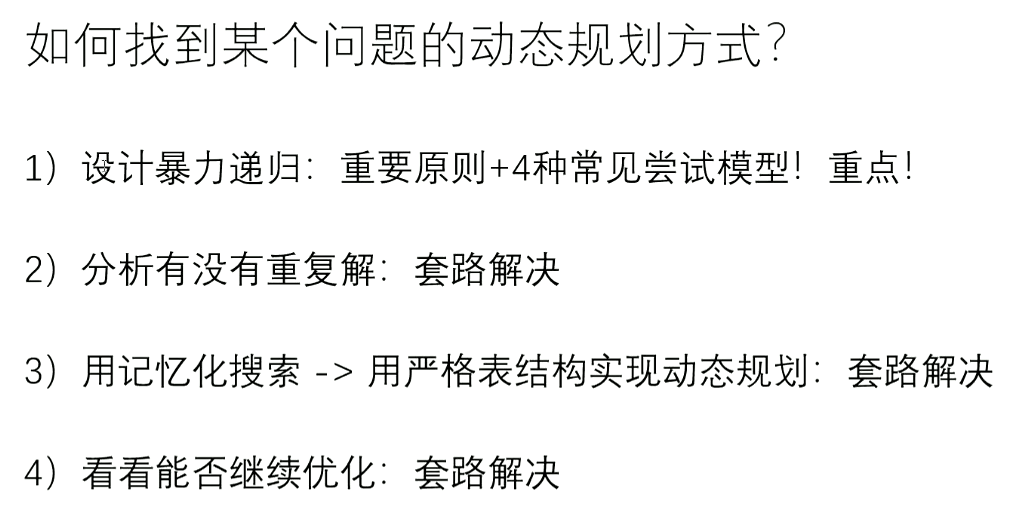 如何找到某个问题的动态规划方式？
1）设计暴力递归：重要原则+4种常见尝试模型！重点！
2）分析有没有重复解：套路解决
3）用记忆化搜索 -> 用严格表结构实现动态规划：套路解决
4）看看能否继续优化：套路解决